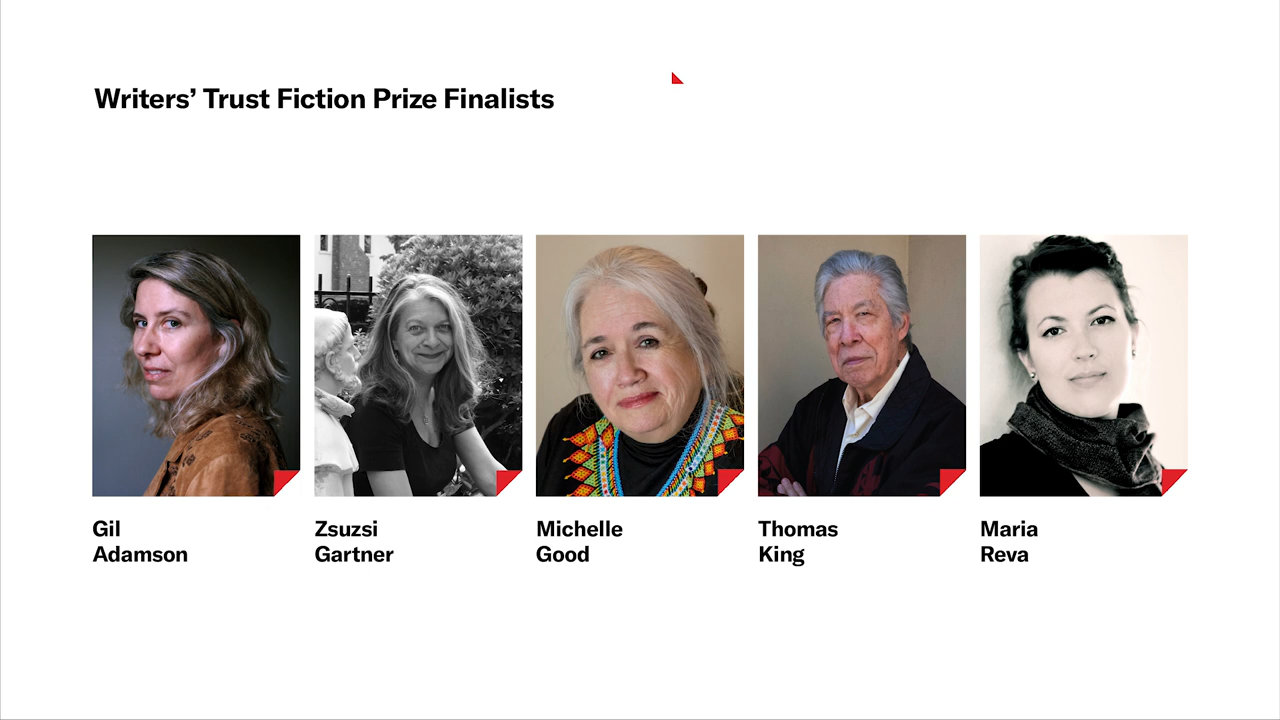 Writers’ Trust Fiction Prize Finalists
Gil
Adamson
Zsuzsi
Gartner
Michelle
Good
Thomas
King
Maria
Reva